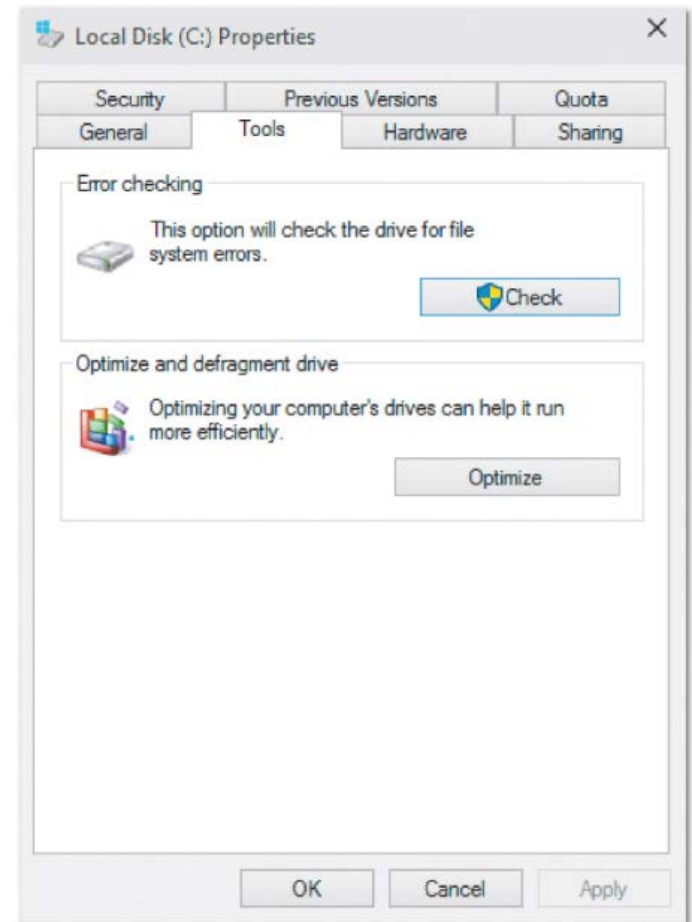 Local Disk (C:) Properties
Security Previous Versions Quota
General Tools Hardware Sharing
Error checking
This option will check the drive for file
system errors.
Check
Optimize and defragment drive
Optimizing your computer's drives can help it run
more efficiently.
Optimize
OK Cancel Apply